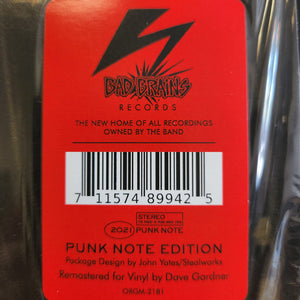 BAD BRAINS
RECORDS
THE NEW HOME OF ALL RECORDINGS
OWNED BY THE BAND
7 11574 89942 5
STEREO
2021 PUNK NOTE
PUNK NOTE EDITION
Package Design by John Yates/Stealworks
Remastered for Vinyl by Dave Gardner
ORGM-2181